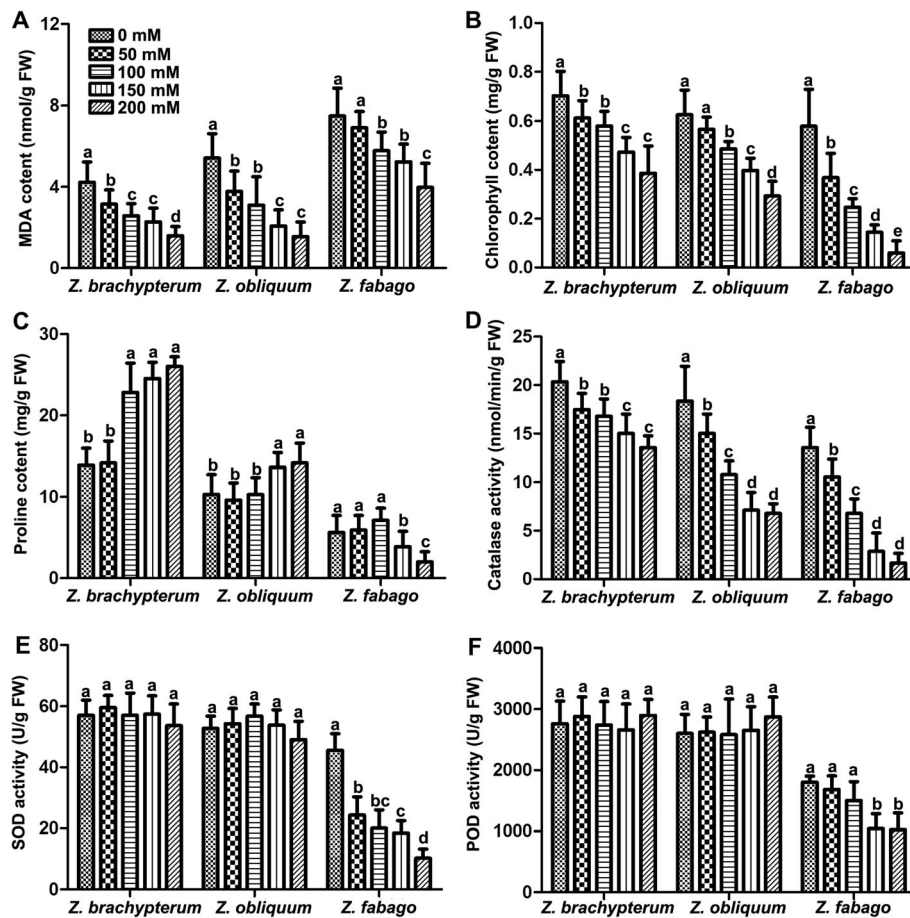 A
MDA cotent (nmol/g FW)
12
8
4
0
0 mM
50 mM
100 mM
150 mM
200 mM
a b c c d
a b b c c
a a b b c
Z. brachypterum Z. obliquum Z. fabago
B
Chlorophyll cotent (mg/g FW)
1.0
0.8
0.6
0.4
0.2
0.0
a b b c c
a a b c d
a b c d e
Z. brachypterum Z. obliquum Z. fabago
C
Proline cotent (mg/g FW)
30
20
10
0
b b a a a
b b b a a
a a a b c
Z. brachypterum Z. obliquum Z. fabago
D
Catalase activity (nmol/min/g FW)
25
20
15
10
5
0
a b b c c
a b c d d
a b c d d
Z. brachypterum Z. obliquum Z. fabago
E
SOD activity (U/g FW)
80
60
40
20
0
a a a a a
a a a a a
a b bc c d
Z. brachypterum Z. obliquum Z. fabago
F
POD activity (U/g FW)
4000
3000
2000
1000
0
a a a a a
a a a a a
a a a b b
Z. brachypterum Z. obliquum Z. fabago